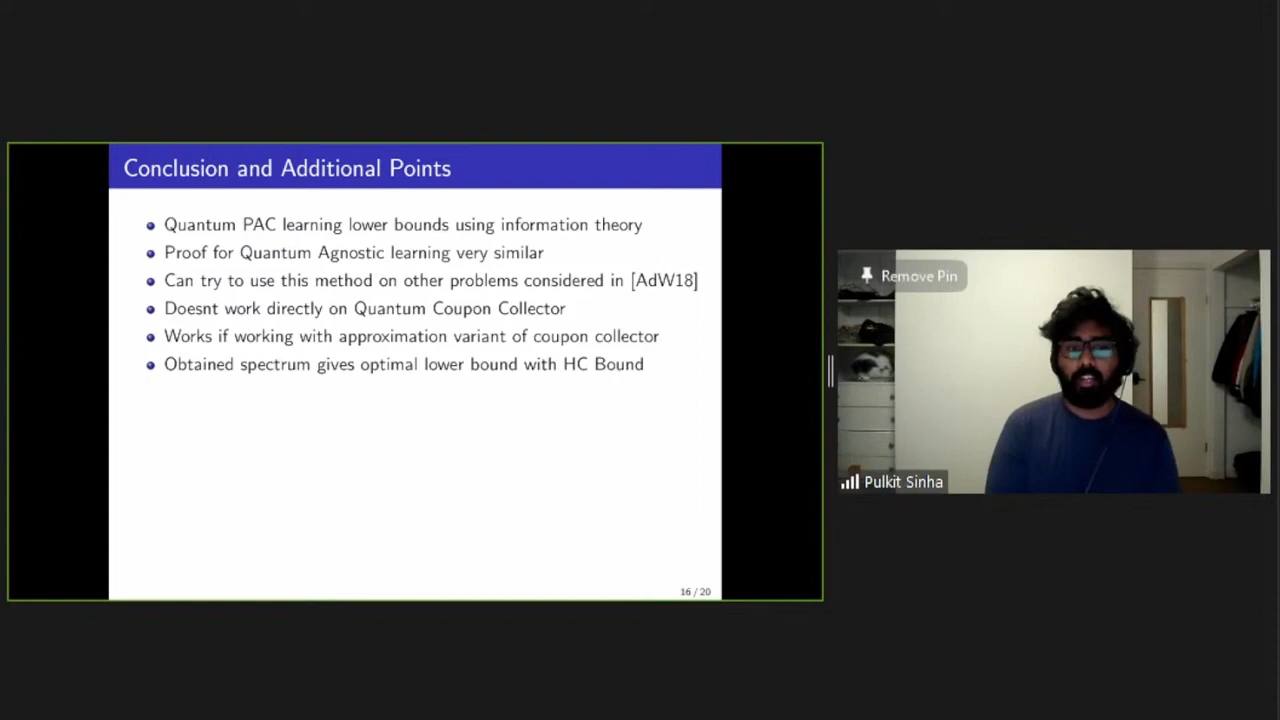 Conclusion and Additional Points
Quantum PAC learning lower bounds using information theory
Proof for Quantum Agnostic learning very similar
Can try to use this method on other problems considered in [AdW18]
Doesnt work directly on Quantum Coupon Collector
Works if working with approximation variant of coupon collector
Obtained spectrum gives optimal lower bound with HC Bound
16 / 20
Remove Pin
Pulkit Sinha